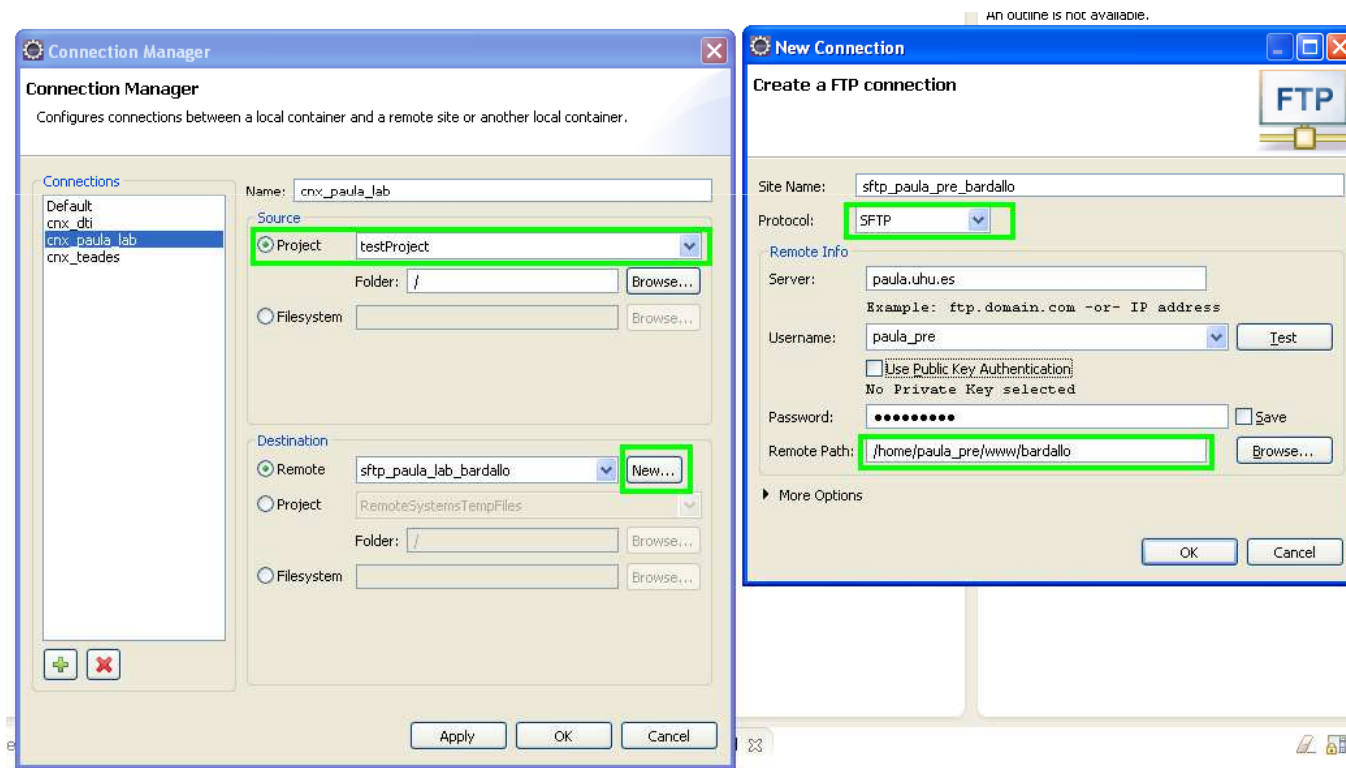 An outline is not available.
Connection Manager
Connection Manager
Configures connections between a local container and a remote site or another local container.
Connections
Default
cnx_dti
cnx_paula_lab
cnx_teades
Name: cnx_paula_lab
Source
Project testProject
Folder: / Browse...
Filesystem Browse...
Destination
Remote sftp_paula_lab_bardallo New...
Project RemoteSystemsTempFiles
Folder: / Browse...
Filesystem Browse...
Apply OK Cancel
New Connection
Create a FTP connection
FTP
Site Name: sftp_paula_pre_bardallo
Protocol: SFTP
Remote Info
Server: paula.uhu.es
Example: ftp.domain.com -or- IP address
Username: paula_pre Test
Use Public Key Authentication
No Private Key selected
Password: ●●●●●●●●● Save
Remote Path: /home/paula_pre/www/bardallo Browse...
More Options
OK Cancel